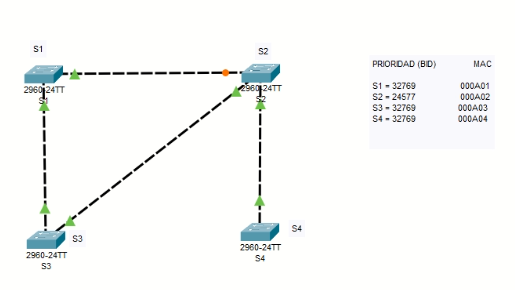 S1
2960-24TT
S1
S2
2960-24TT
S2
PRIORIDAD (BID) MAC
S1 = 32769 000A01
S2 = 24577 000A02
S3 = 32769 000A03
S4 = 32769 000A04
S3
2960-24TT
S3
S4
2960-24TT
S4